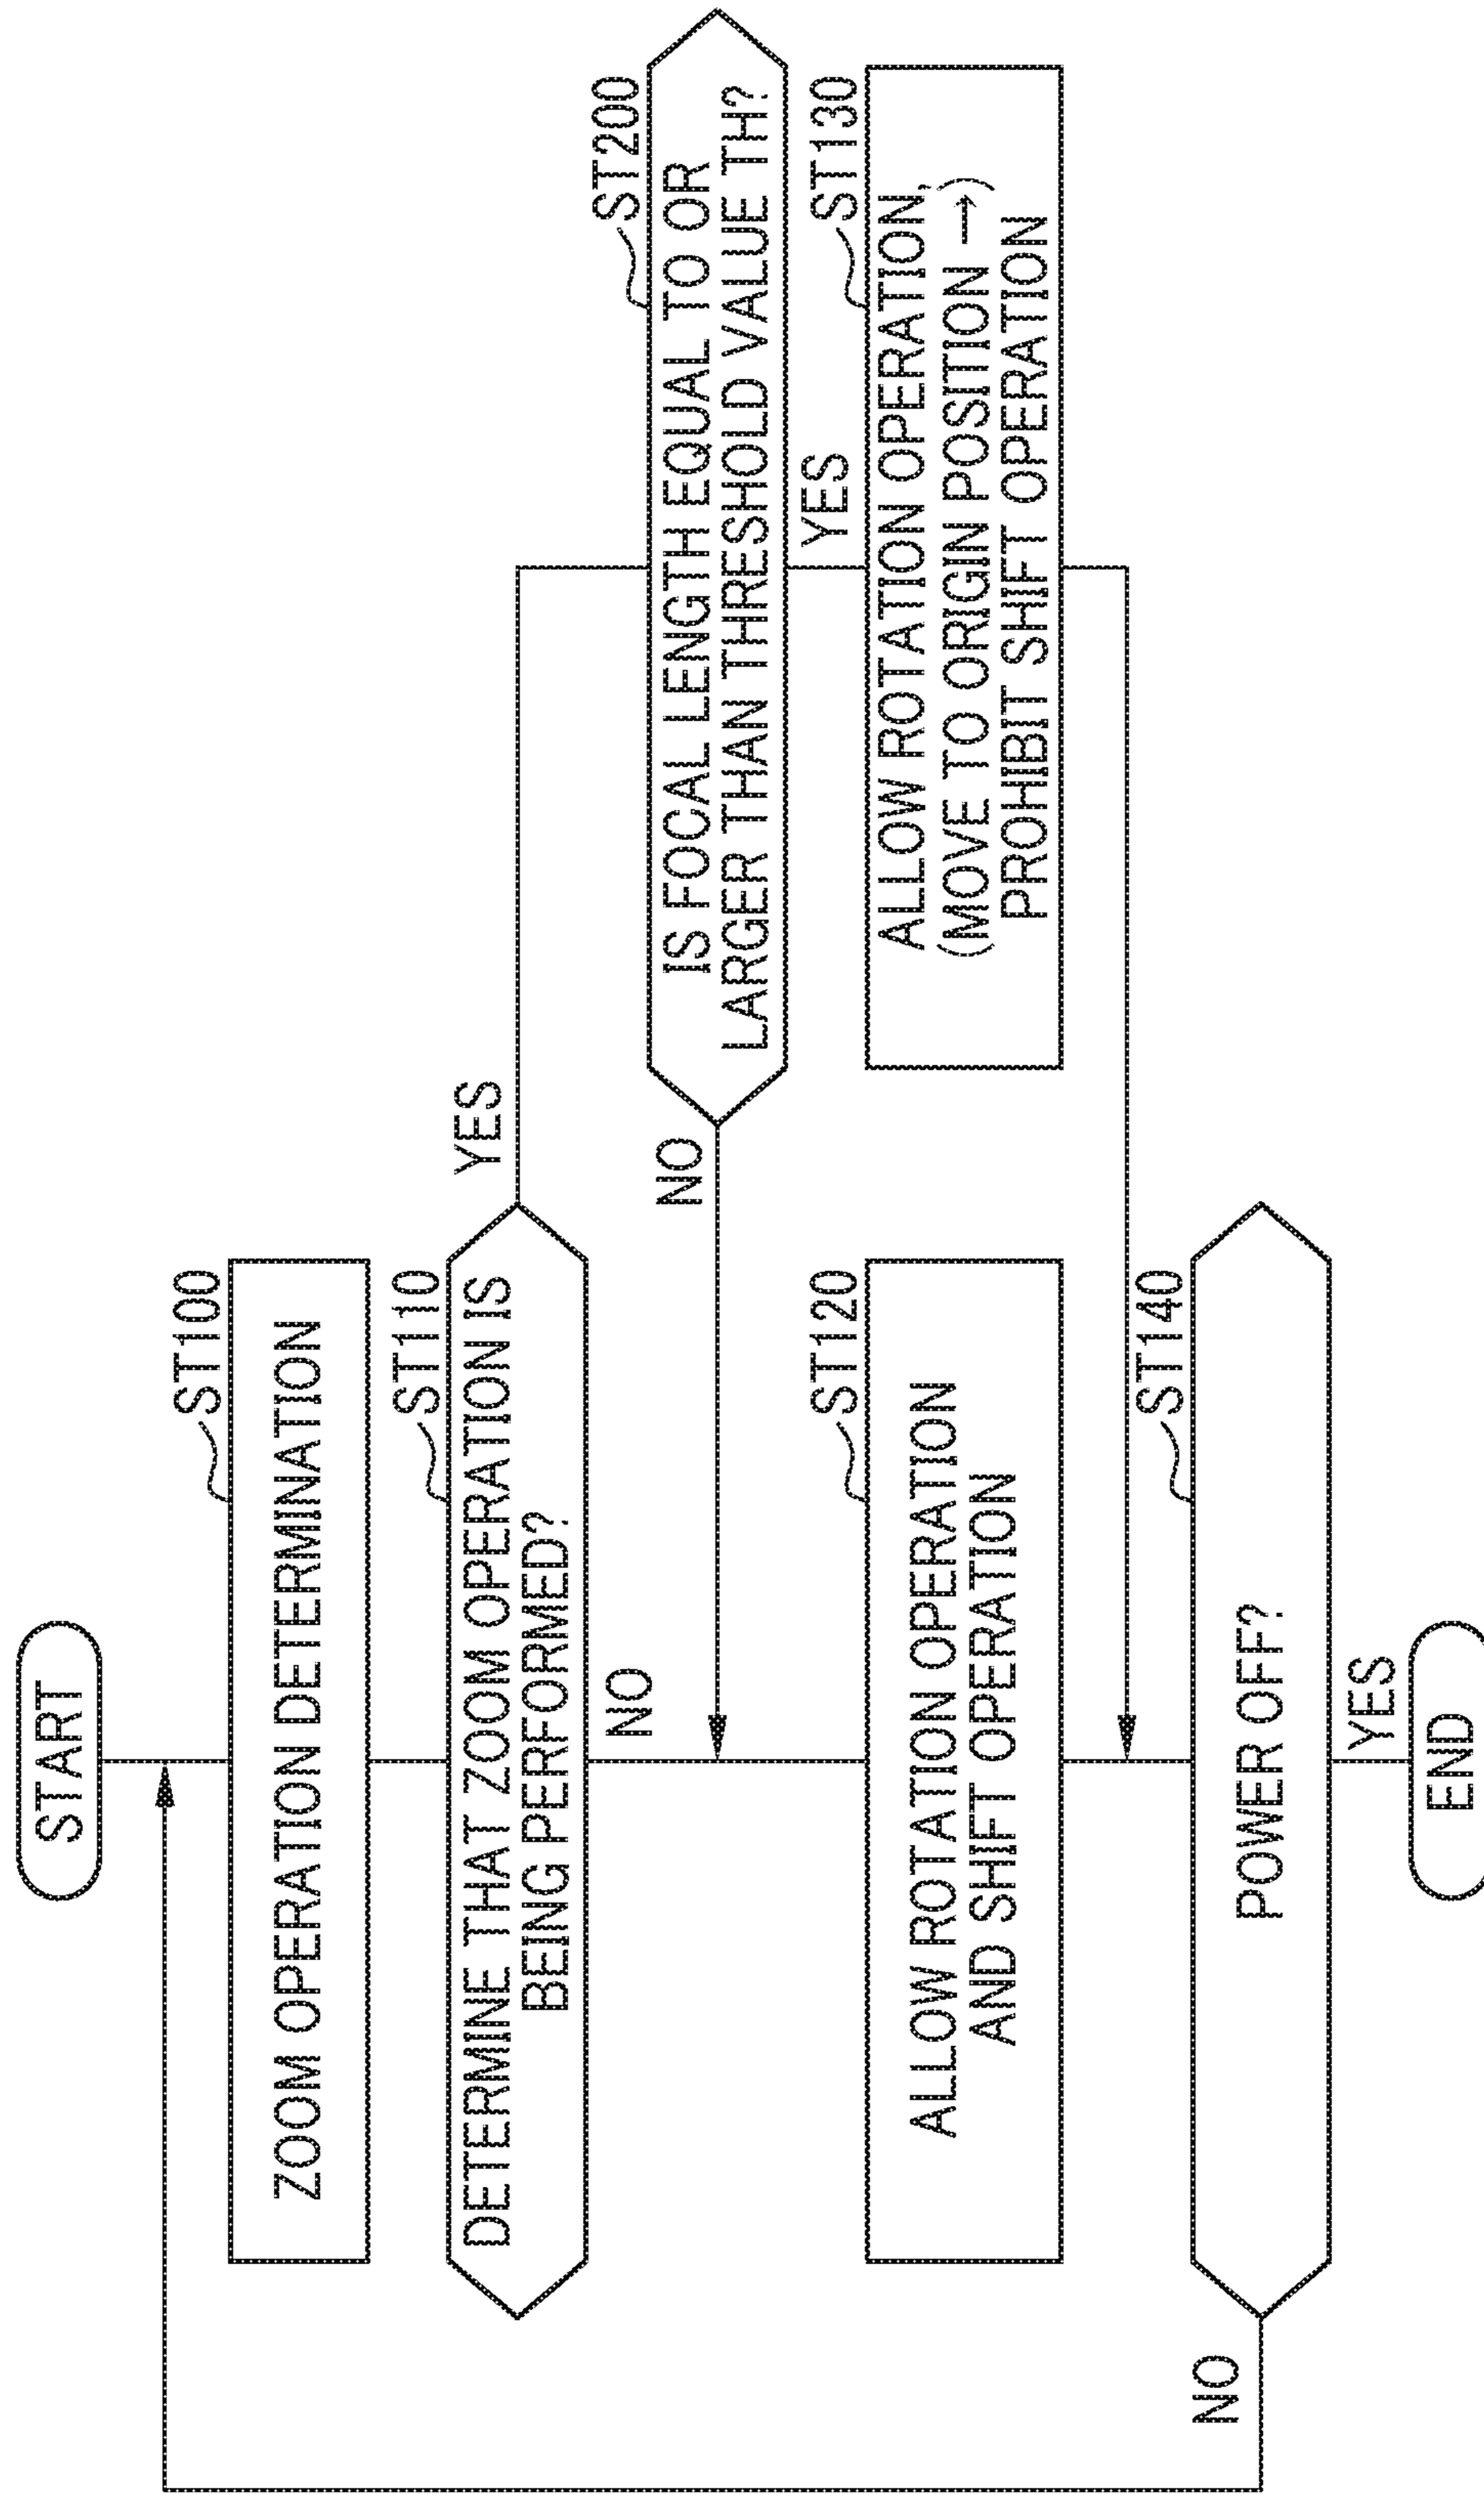 START
ST100
ZOOM OPERATION DETERMINATION
ST110
DETERMINE THAT ZOOM OPERATION IS
BEING PERFORMED?
YES
NO
ST200
IS FOCAL LENGTH EQUAL TO OR
LARGER THAN THRESHOLD VALUE TH?
NO
YES
ST120
ALLOW ROTATION OPERATION
AND SHIFT OPERATION
ST130
ALLOW ROTATION OPERATION,
(MOVE TO ORIGIN POSITION →)
PROHIBIT SHIFT OPERATION
ST140
POWER OFF?
NO
YES
END